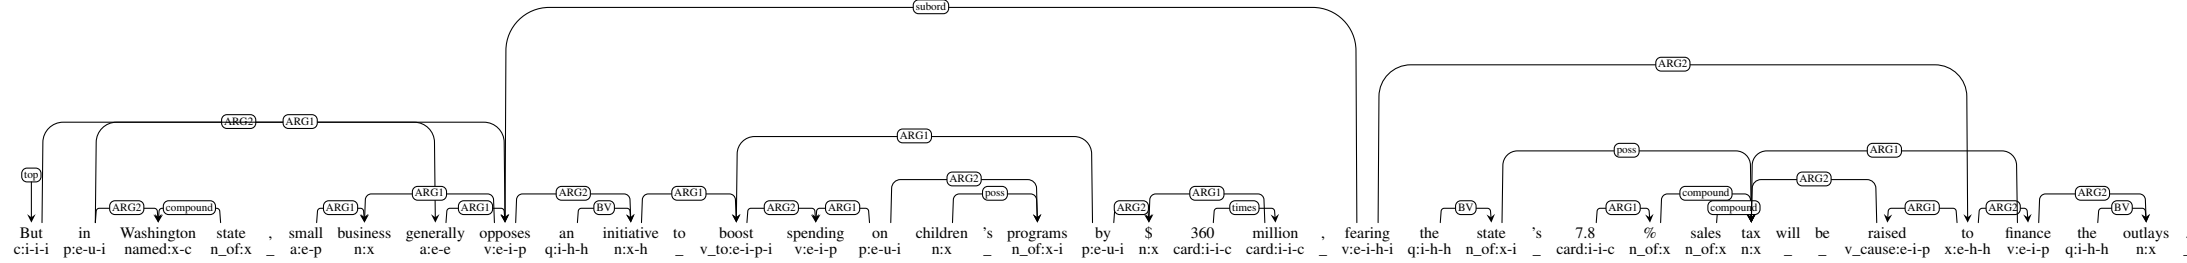 subord
ARG2
ARG2 ARG1
ARG1
poss ARG1
top ARG2 ARG2
ARG1 ARG2 poss ARG1 compound ARG2
ARG2 compound ARG1 ARG1 BV ARG1 ARG2 ARG1 ARG2 times BV ARG1 compound ARG1 ARG2 BV
But in Washington state , small business generally opposes an initiative to boost spending on children 's programs by $ 360 million , fearing the state 's 7.8 % sales tax will be raised to finance the outlays .
c:i-i-i p:e-u-i named:x-c n_of:x _ a:e-p n:x a:e-e v:e-i-p q:i-h-h n:x-h _ v_to:e-i-p-i v:e-i-p p:e-u-i n:x _ n_of:x-i p:e-u-i n:x card:i-i-c card:i-i-c _ v:e-i-h-i q:i-h-h n_of:x-i _ card:i-i-c n_of:x n_of:x n:x _ _ v_cause:e-i-p x:e-h-h v:e-i-p q:i-h-h n:x _